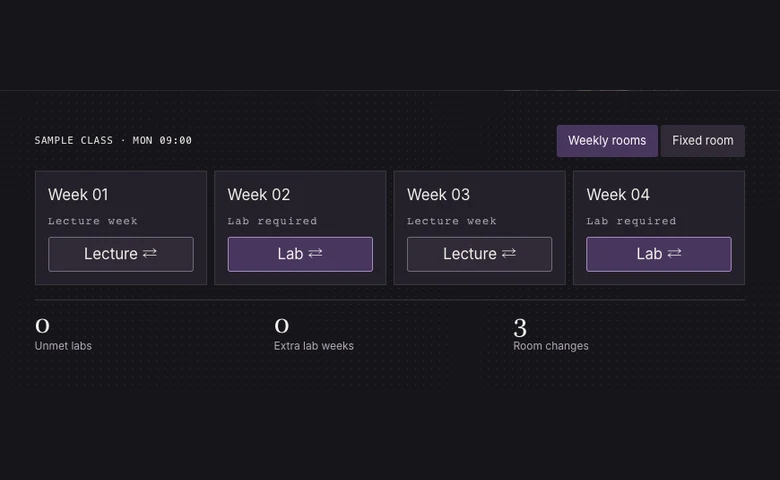 SAMPLE CLASS · MON 09:00
Weekly rooms
Fixed room
Week 01
Lecture week
Lecture ⇄
Week 02
Lab required
Lab ⇄
Week 03
Lecture week
Lecture ⇄
Week 04
Lab required
Lab ⇄
0
Unmet labs
0
Extra lab weeks
3
Room changes